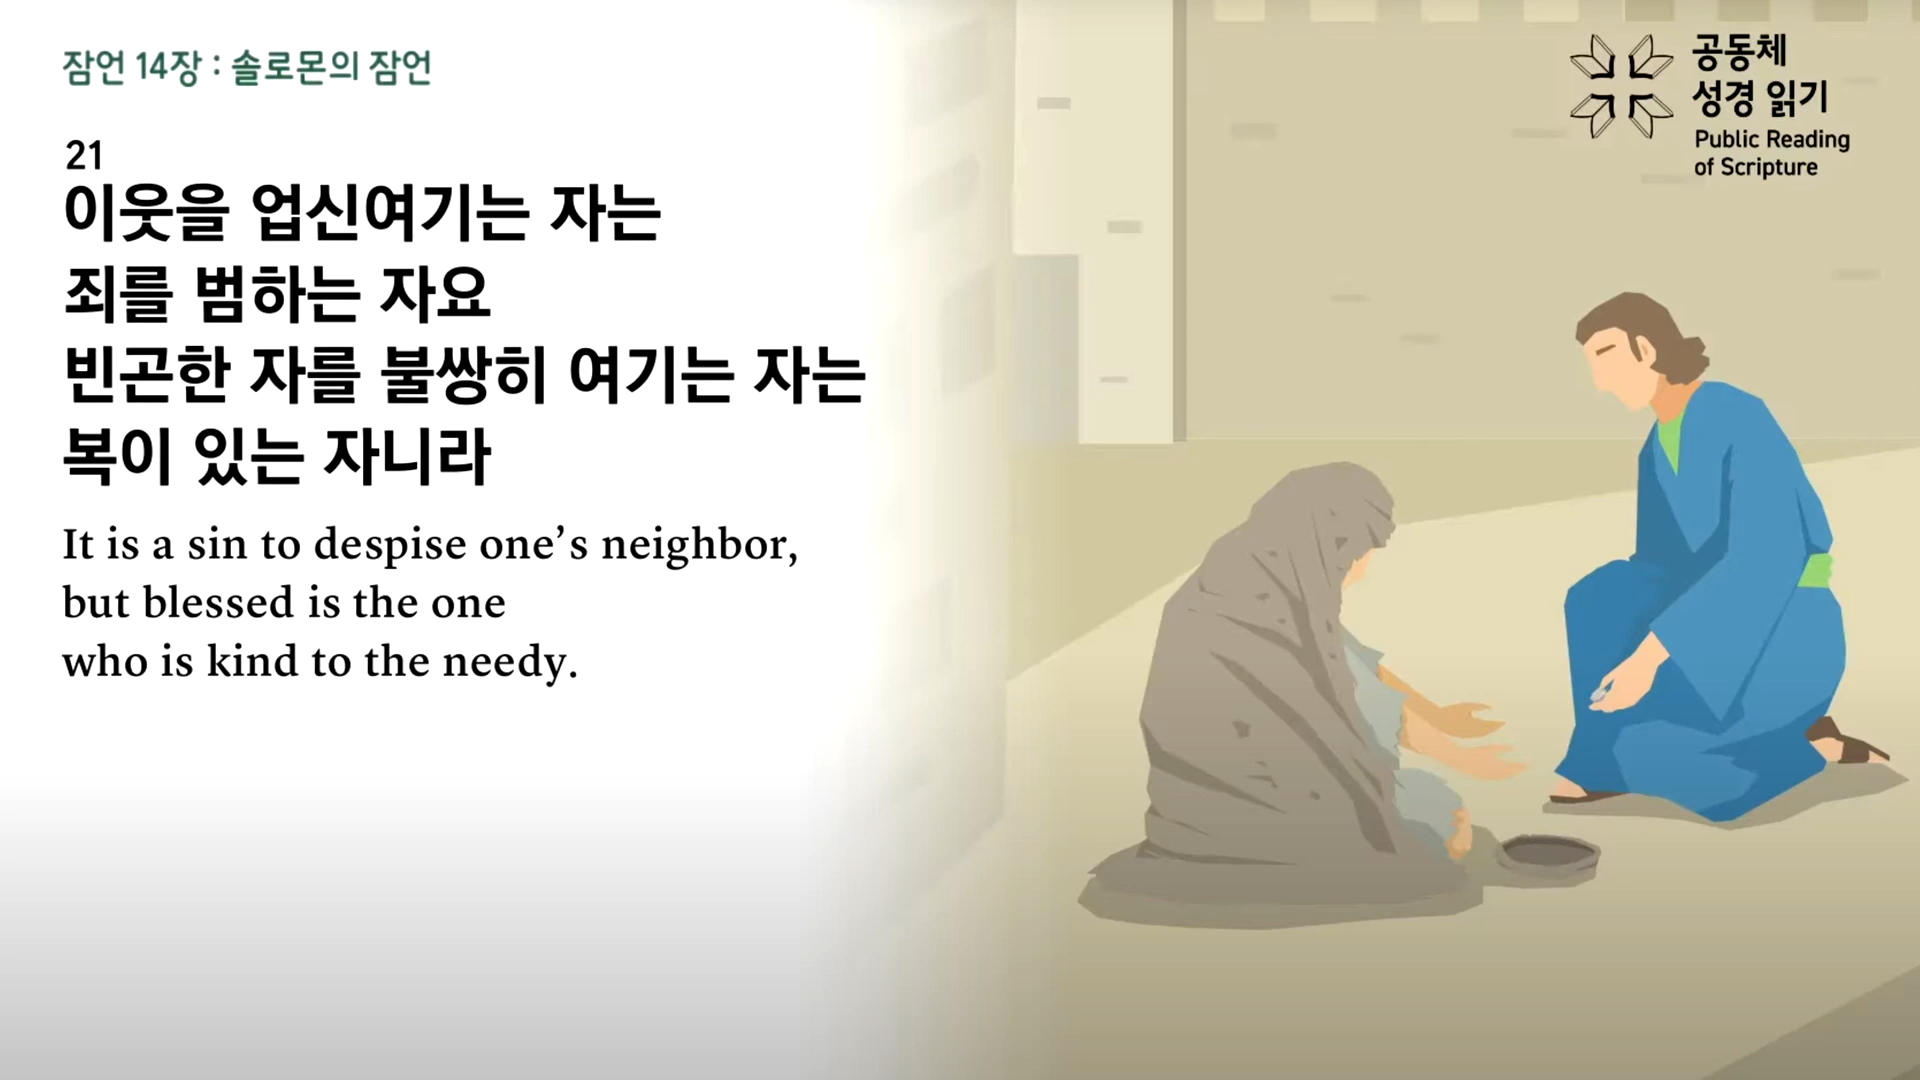 잠언 14장 : 솔로몬의 잠언
21
이웃을 업신여기는 자는
죄를 범하는 자요
빈곤한 자를 불쌍히 여기는 자는
복이 있는 자니라
It is a sin to despise one’s neighbor,
but blessed is the one
who is kind to the needy.
공동체
성경 읽기
Public Reading
of Scripture